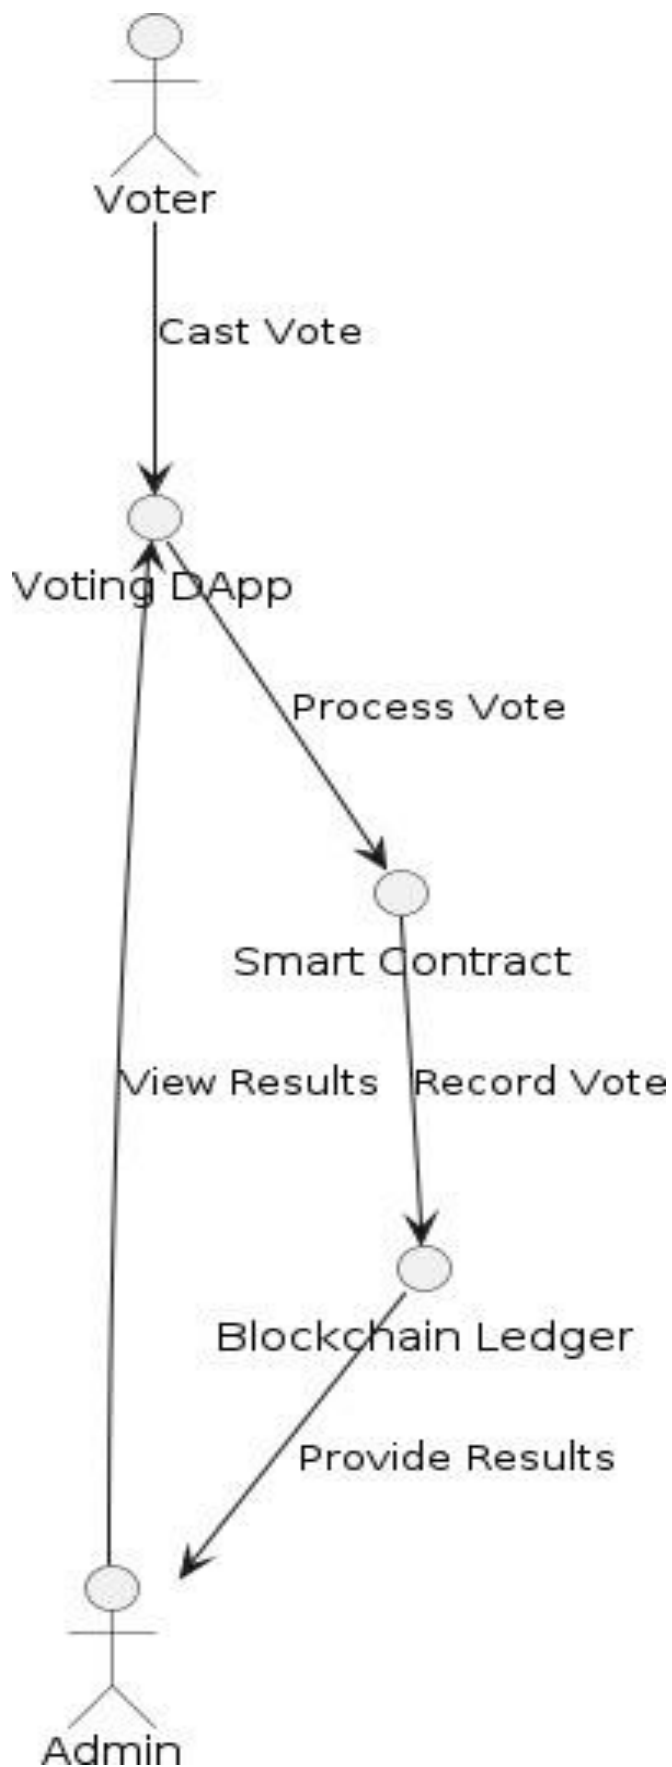 Voter
Cast Vote
Voting DApp
Process Vote
Smart Contract
View Results
Record Vote
Blockchain Ledger
Provide Results
Admin